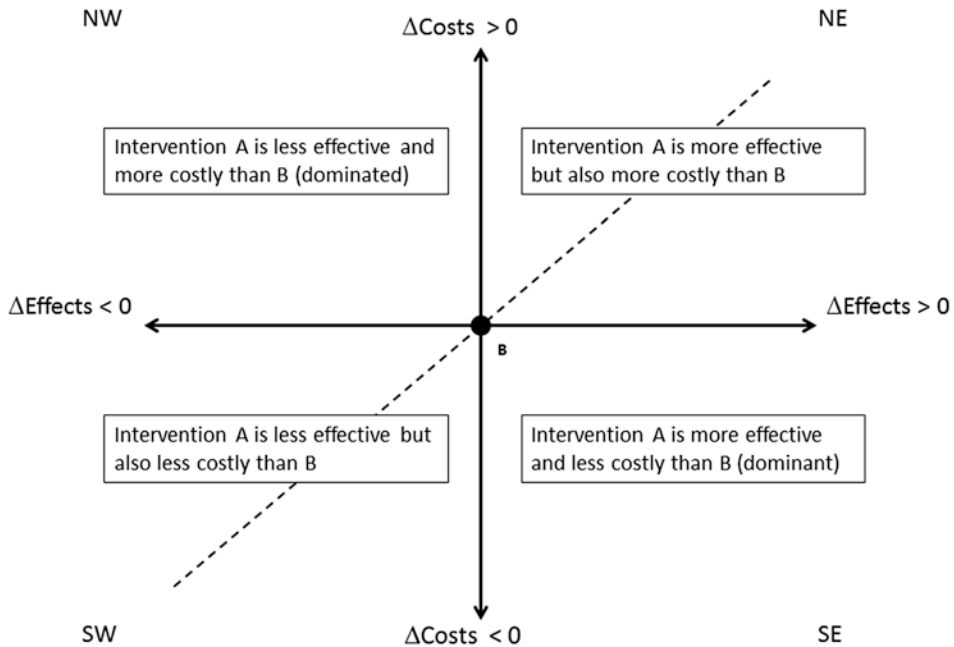 NW
ΔCosts > 0
NE
Intervention A is less effective and
more costly than B (dominated)
Intervention A is more effective
but also more costly than B
ΔEffects < 0
ΔEffects > 0
B
Intervention A is less effective but
also less costly than B
Intervention A is more effective
and less costly than B (dominant)
SW
ΔCosts < 0
SE